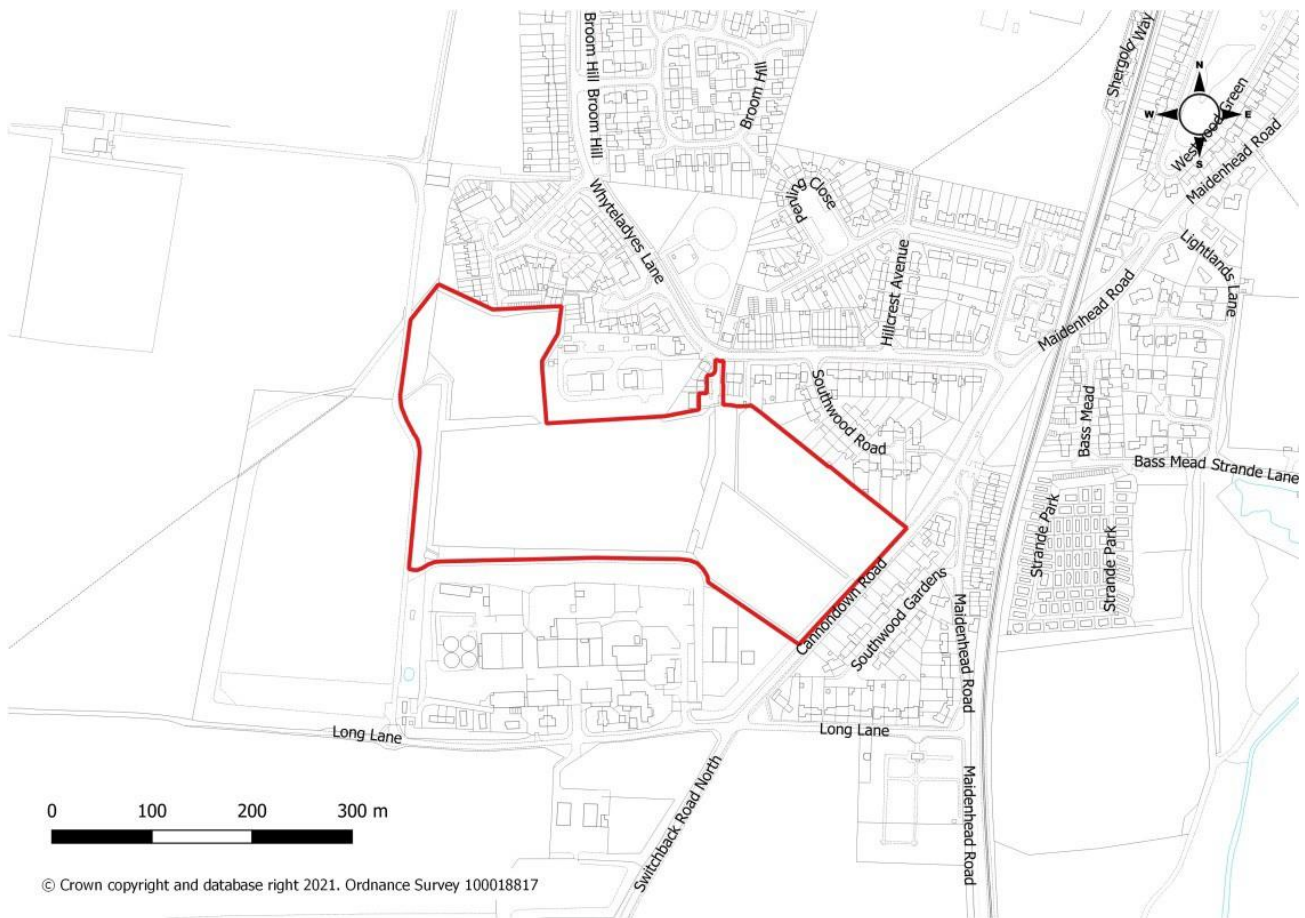 Broom Hill
Broom Hill
Broom Hill
Shergold Way
N
W
E
S
Westwood Green
Maidenhead Road
Whyteladyes Lane
Penling Close
Hillcrest Avenue
Lightlands Lane
Maidenhead Road
Southwood Road
Bass Mead
Bass Mead
Strande Lane
Strande Park
Strande Park
Cannondown Road
Southwood Gardens
Maidenhead Road
Long Lane
Long Lane
Switchback Road North
Maidenhead Road
0 100 200 300 m
© Crown copyright and database right 2021. Ordnance Survey 100018817